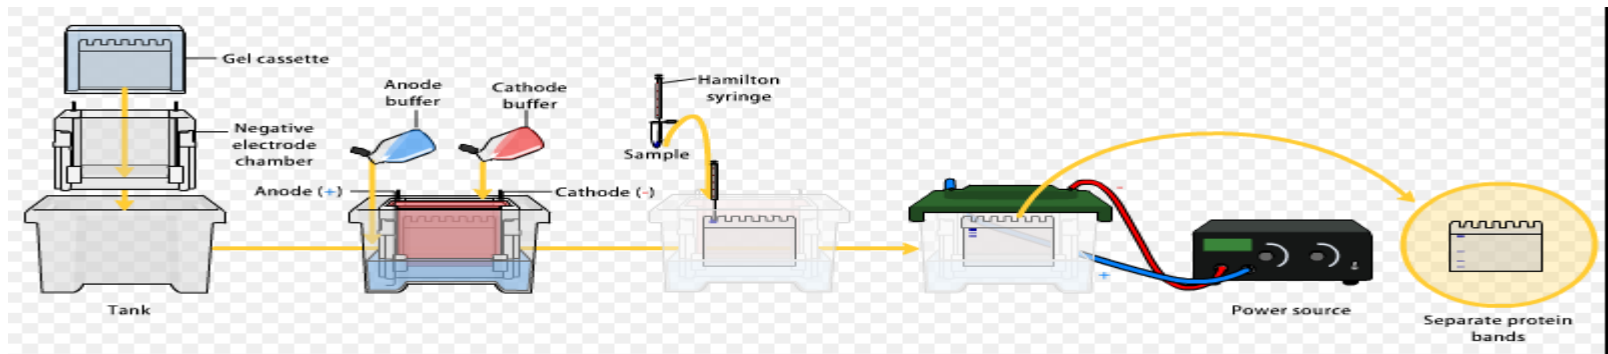 Gel cassette
Negative
electrode
chamber
Tank
Anode
buffer
Cathode
buffer
Anode (+)
Cathode (-)
Hamilton
syringe
Sample
-
+
Power source
Separate protein
bands